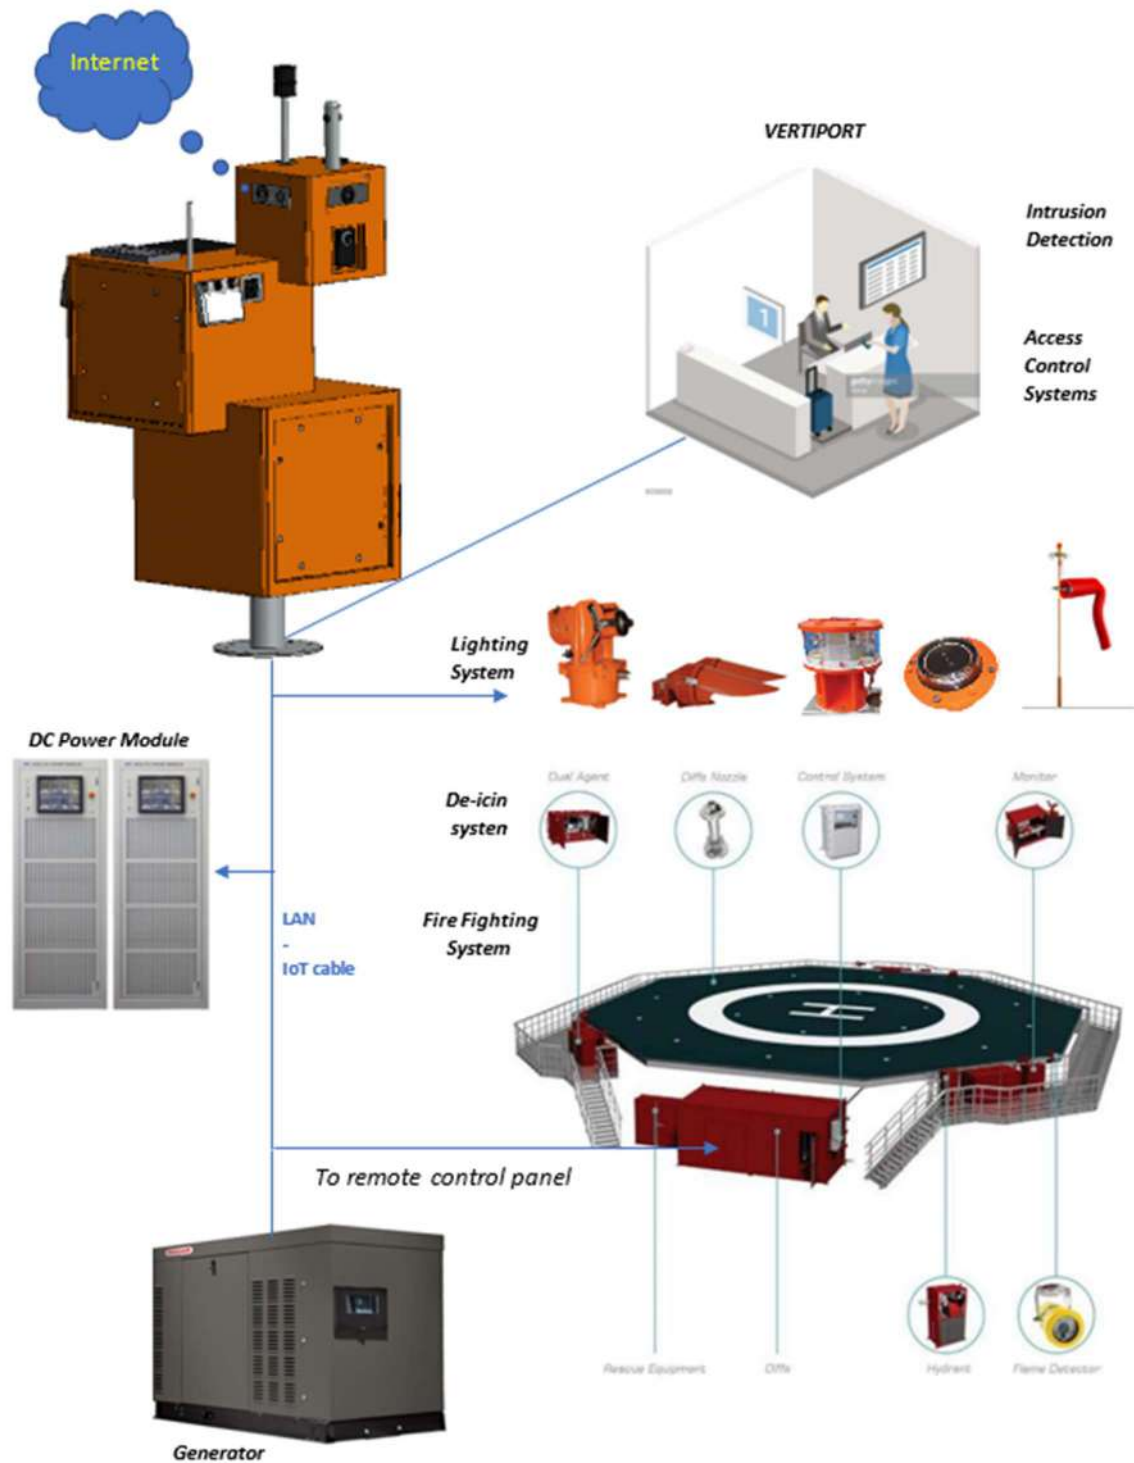 Internet
VERTIPORT
Intrusion
Detection
Access
Control
Systems
1
gettyimages
Lighting
System
DC Power Module
De-icin
systen
Dual Agent
Diffs Nozzle
Control System
Monitor
LAN
-
IoT cable
Fire Fighting
System
H
To remote control panel
Rescue Equipment
Diffs
Hydrant
Flame Detector
Generator